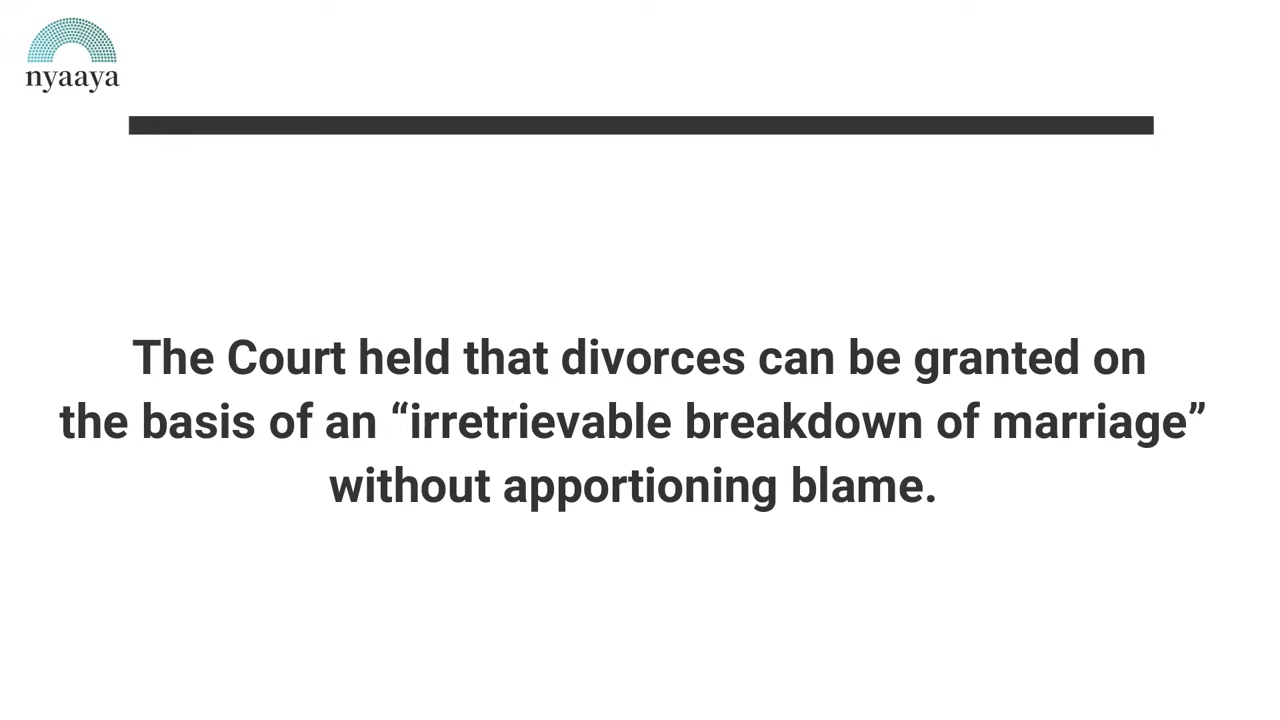 nyaaya
The Court held that divorces can be granted on
the basis of an “irretrievable breakdown of marriage”
without apportioning blame.